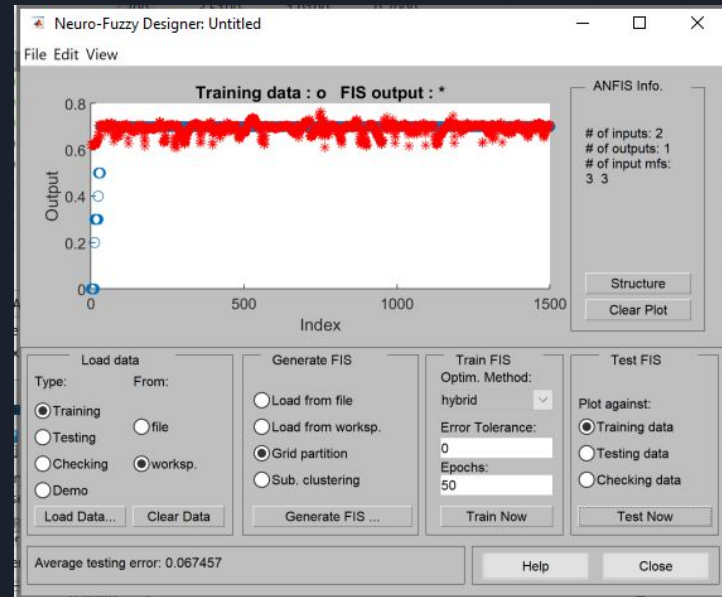 Neuro-Fuzzy Designer: Untitled
File Edit View
Training data : o   FIS output : *
0.8
0.6
0.4
0.2
0
Output
0 500 1000 1500
Index
ANFIS Info.
# of inputs: 2
# of outputs: 1
# of input mfs:
3 3
Structure
Clear Plot
Load data
Type: From:
Training
Testing
Checking
Demo
file
worksp.
Load Data... Clear Data
Generate FIS
Load from file
Load from worksp.
Grid partition
Sub. clustering
Generate FIS ...
Train FIS
Optim. Method:
hybrid
Error Tolerance:
0
Epochs:
50
Train Now
Test FIS
Plot against:
Training data
Testing data
Checking data
Test Now
Average testing error: 0.067457
Help Close